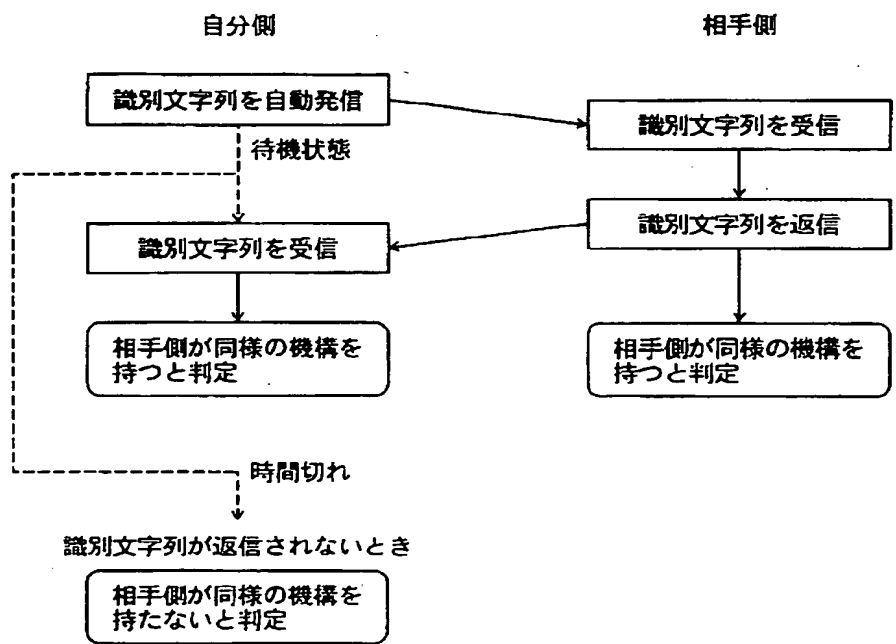 自分側
相手側
識別文字列を自動発信
識別文字列を受信
待機状態
識別文字列を受信
識別文字列を返信
相手側が同様の機構を
持つと判定
相手側が同様の機構を
持つと判定
時間切れ
識別文字列が返信されないとき
相手側が同様の機構を
持たないと判定